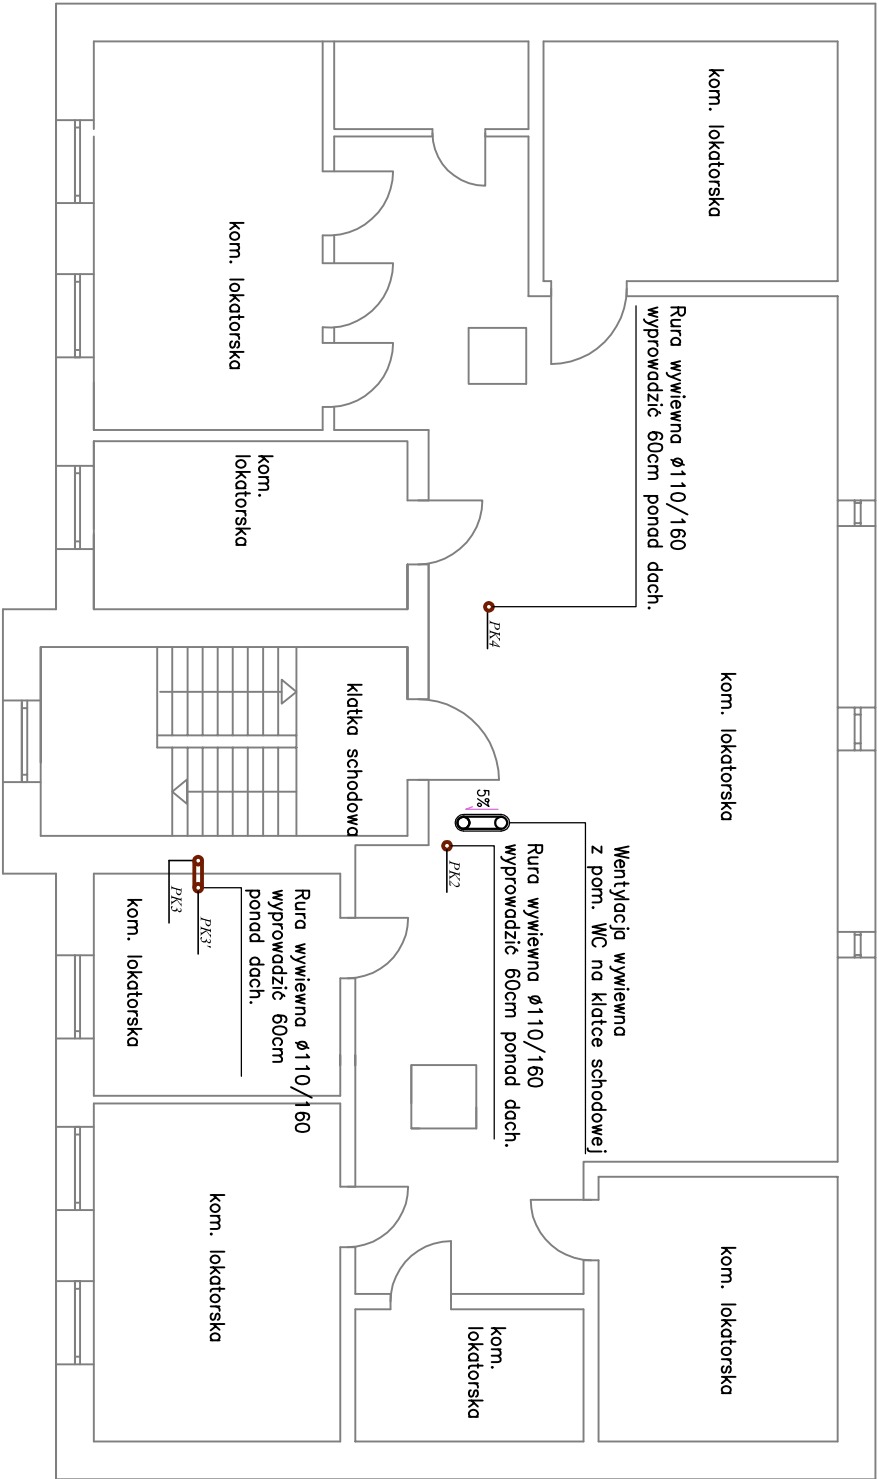 kom. lokatorska
Rura wywiewna ø110/160
wyprowadzić 60cm ponad dach.
kom. lokatorska
kom.
lokatorska
PK4
kom. lokatorska
klatka schodowa
5%
Wentylacja wywiewna
z pom. WC na klatce schodowej
PK2
Rura wywiewna ø110/160
wyprowadzić 60cm ponad dach.
PK3
PK3'
Rura wywiewna ø110/160
wyprowadzić 60cm
ponad dach.
kom. lokatorska
kom. lokatorska
kom. lokatorska
kom.
lokatorska